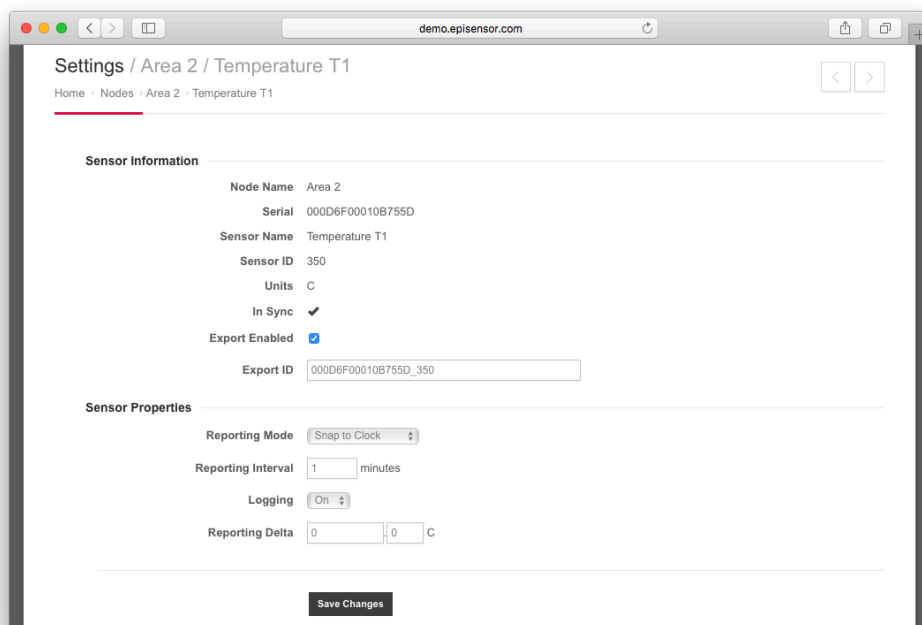 demo.episensor.com
Settings / Area 2 / Temperature T1
Home › Nodes › Area 2 › Temperature T1
Sensor Information
Node Name Area 2
Serial 000D6F00010B755D
Sensor Name Temperature T1
Sensor ID 350
Units C
In Sync ✔
Export Enabled
Export ID 000D6F00010B755D_350
Sensor Properties
Reporting Mode Snap to Clock
Reporting Interval 1 minutes
Logging On
Reporting Delta 0 . 0 C
Save Changes